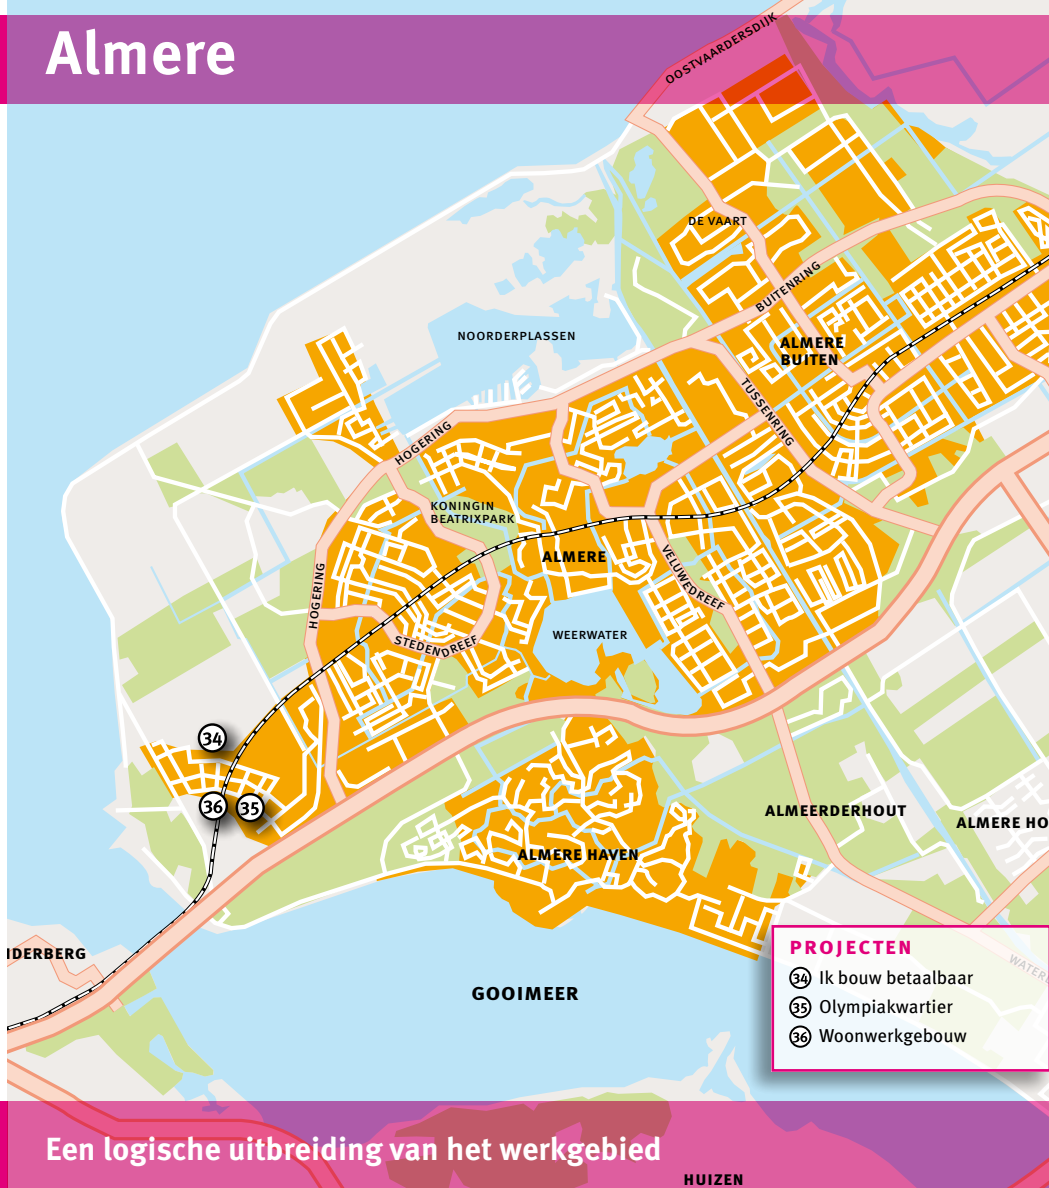 Almere
OOSTVAARDERSDIJK
DE VAART
BUITENRING
NOORDERPLASSEN
ALMERE
BUITEN
TUSSENRING
HOGERING
KONINGIN
BEATRIXPARK
ALMERE
VELUWEDREEF
HOGERING
WEERWATER
STEDENDREEF
34
36
35
ALMEERDERHOUT
ALMERE HO
ALMERE HAVEN
NDERBERG
GOOIMEER
PROJECTEN
34 Ik bouw betaalbaar
35 Olympiakwartier
36 Woonwerkgebouw
Een logische uitbreiding van het werkgebied
HUIZEN